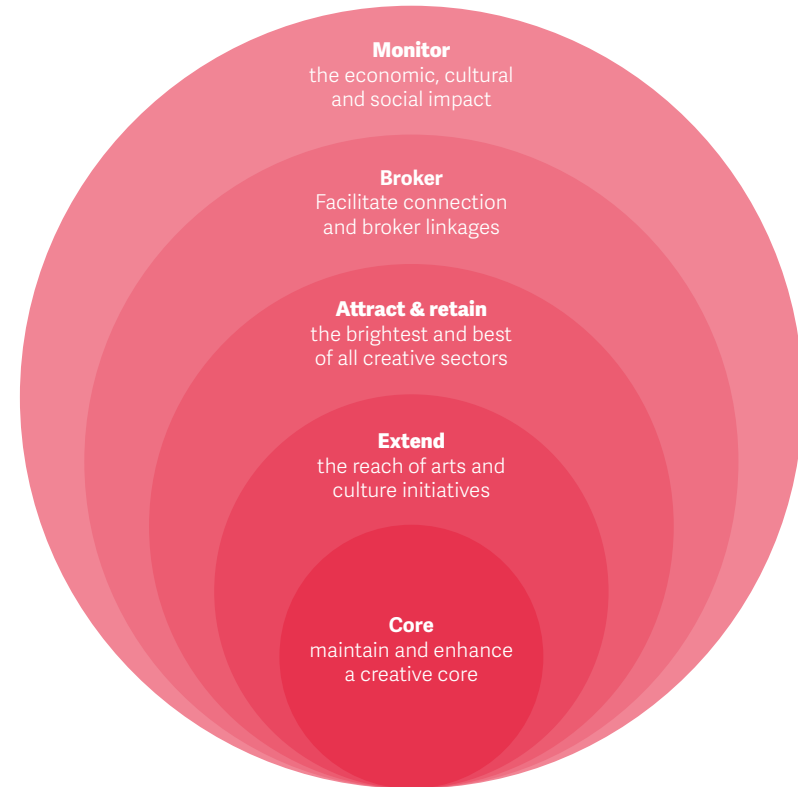 Monitor
the economic, cultural
and social impact
Broker
Facilitate connection
and broker linkages
Attract & retain
the brightest and best
of all creative sectors
Extend
the reach of arts and
culture initiatives
Core
maintain and enhance
a creative core